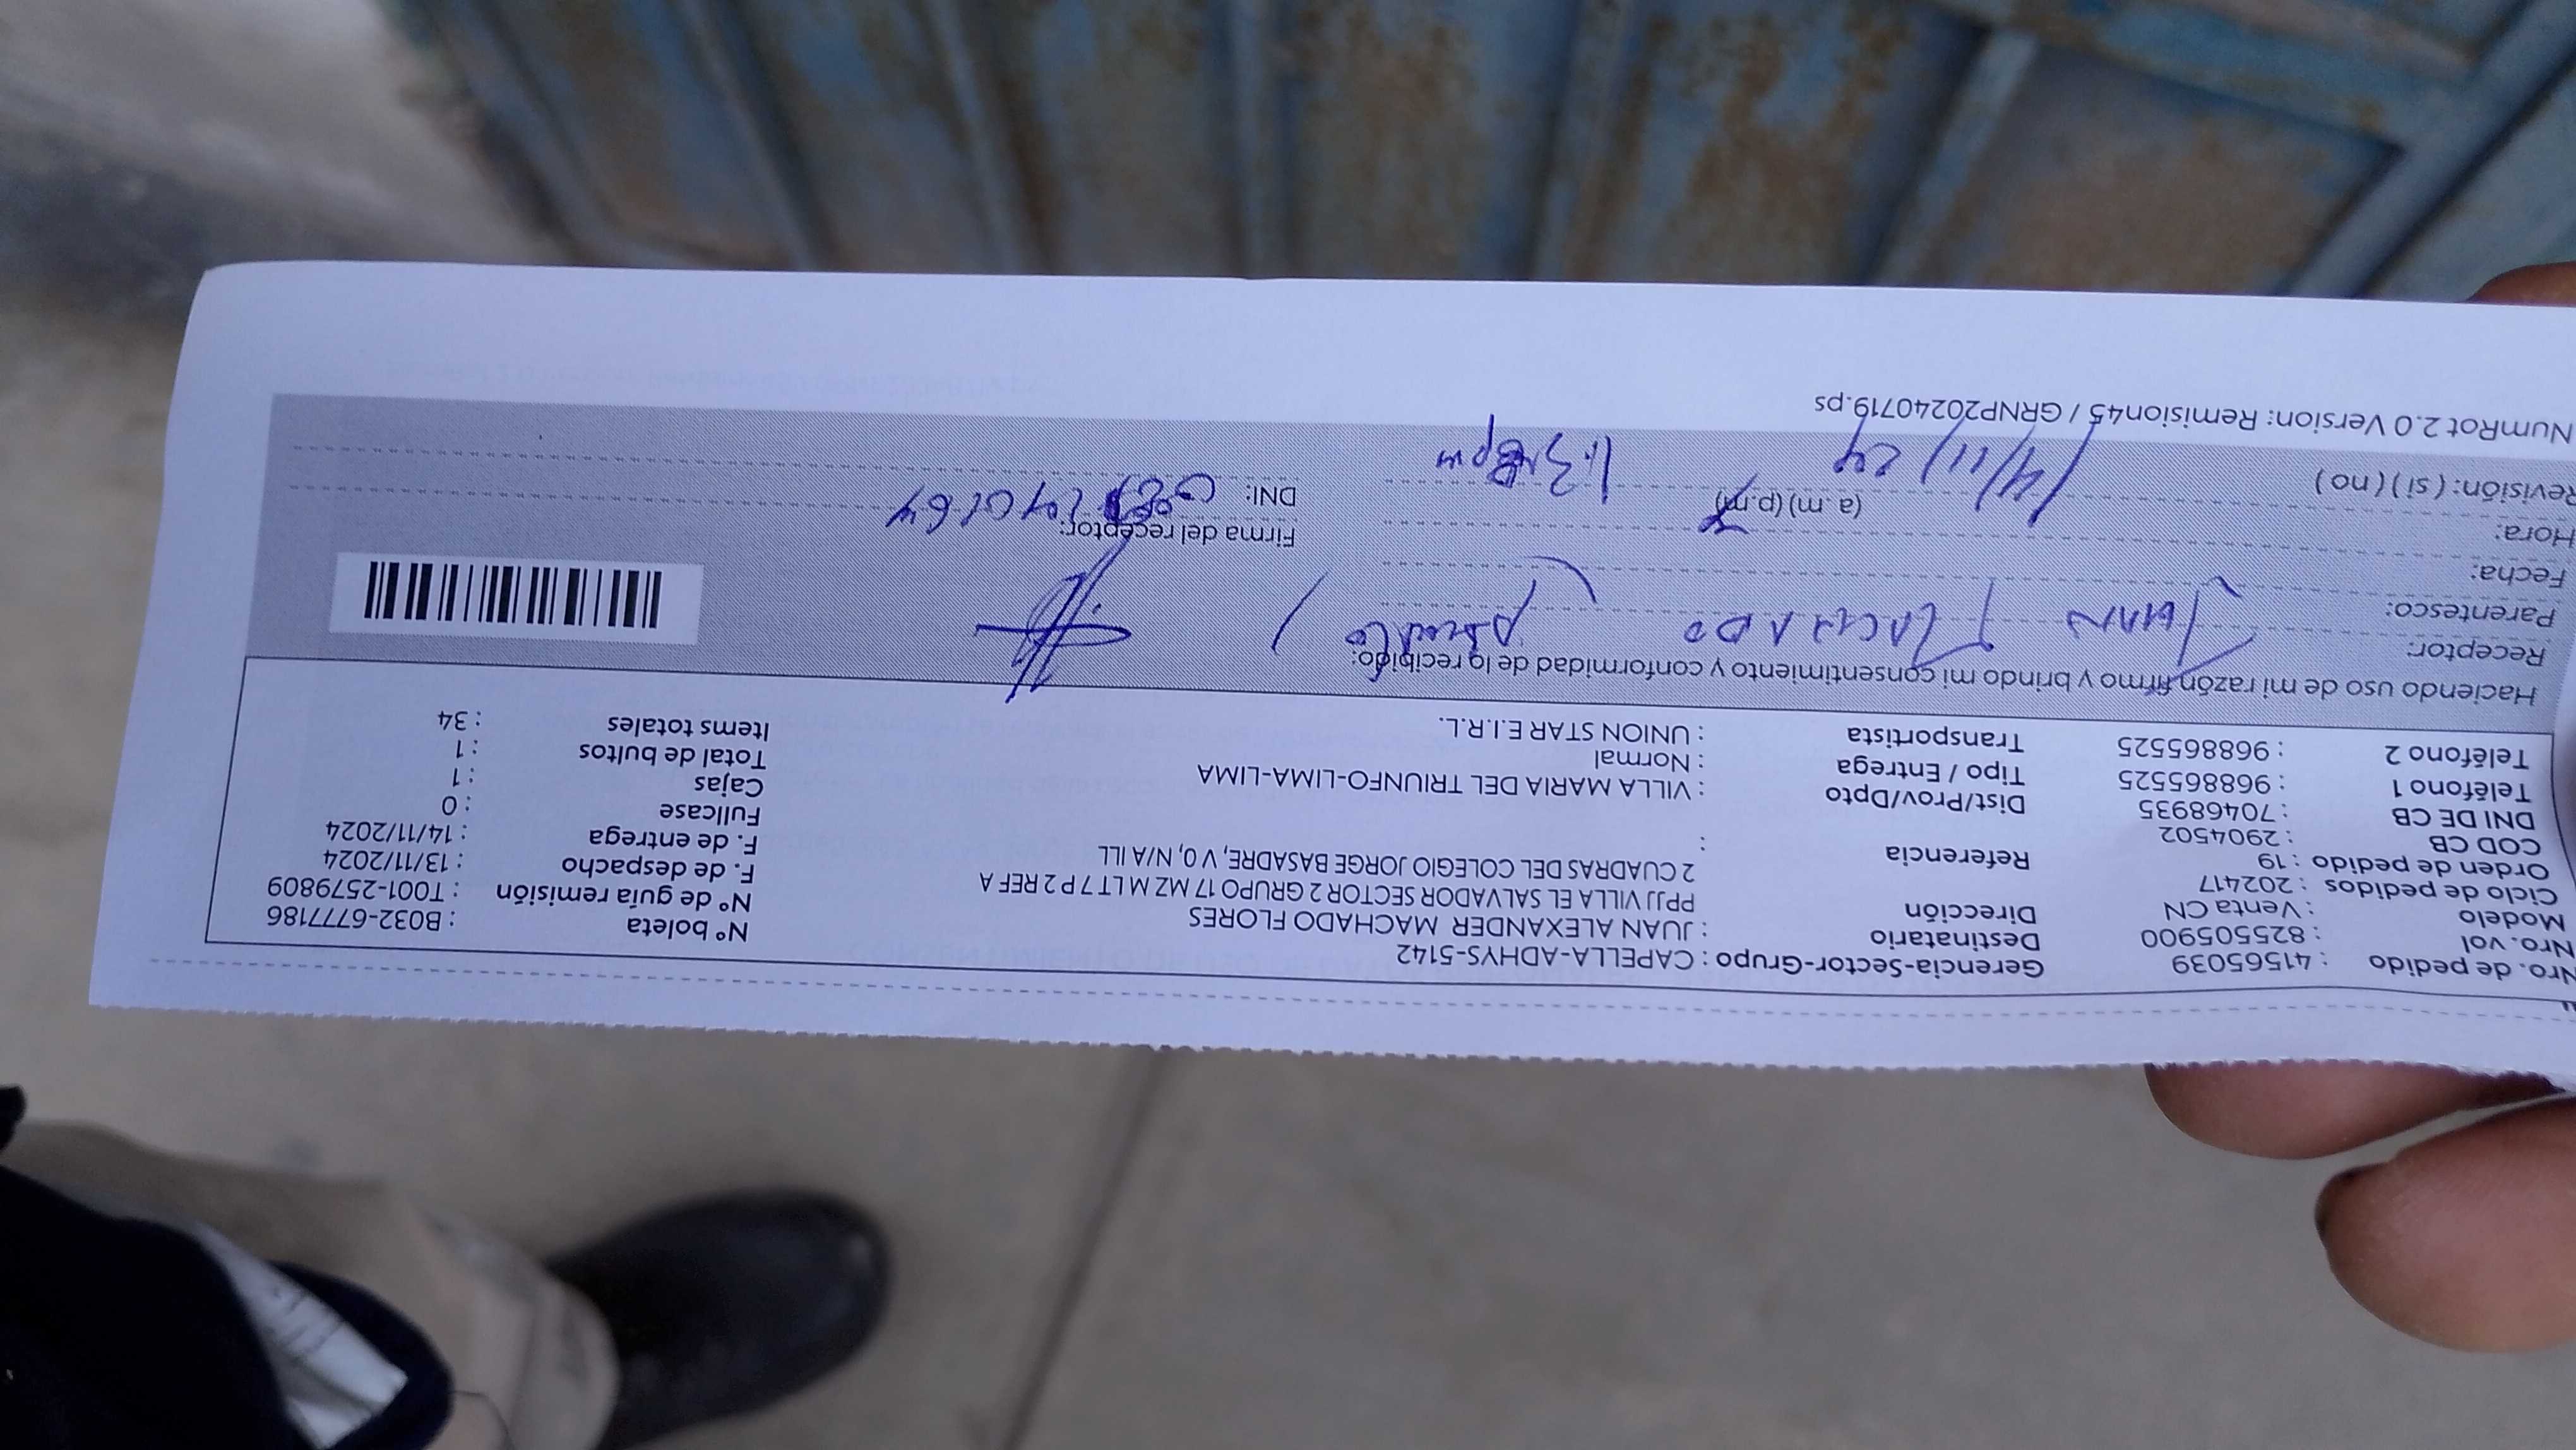 Nro. de pedido : 41565039 Gerencia-Sector-Grupo : CAPELLA-ADHYS-5142 N° boleta : B032-6777186
Nro. vol : 825505900 Destinatario : JUAN ALEXANDER MACHADO FLORES N° de guía remisión : T001-2579809
Modelo : Venta CN Dirección PPJJ VILLA EL SALVADOR SECTOR 2 GRUPO 17 MZ M LT 7 P 2 REF A F. de despacho : 13/11/2024
Ciclo de pedidos : 202417 2 CUADRAS DEL COLEGIO JORGE BASADRE, V 0, N/A ILL F. de entrega : 14/11/2024
Orden de pedido : 19 Referencia : Fullcase : 0
COD CB : 2904502 Dist/Prov/Dpto : VILLA MARIA DEL TRIUNFO-LIMA-LIMA Cajas : 1
DNI DE CB : 70468935 Tipo / Entrega : Normal Total de bultos : 1
Teléfono 1 : 968865525 Transportista : UNION STAR E.I.R.L. Items totales : 34
Teléfono 2 : 968865525
Haciendo uso de mi razón firmo y brindo mi consentimiento y conformidad de lo recibido:
Receptor:
Parentesco:
Fecha:
Hora: (a.m) (p.m) Firma del receptor:
Revisión: ( si ) ( no ) 14/11/24 DNI:
NumRot 2.0 Version: Remision45 / GRNP20240719.ps